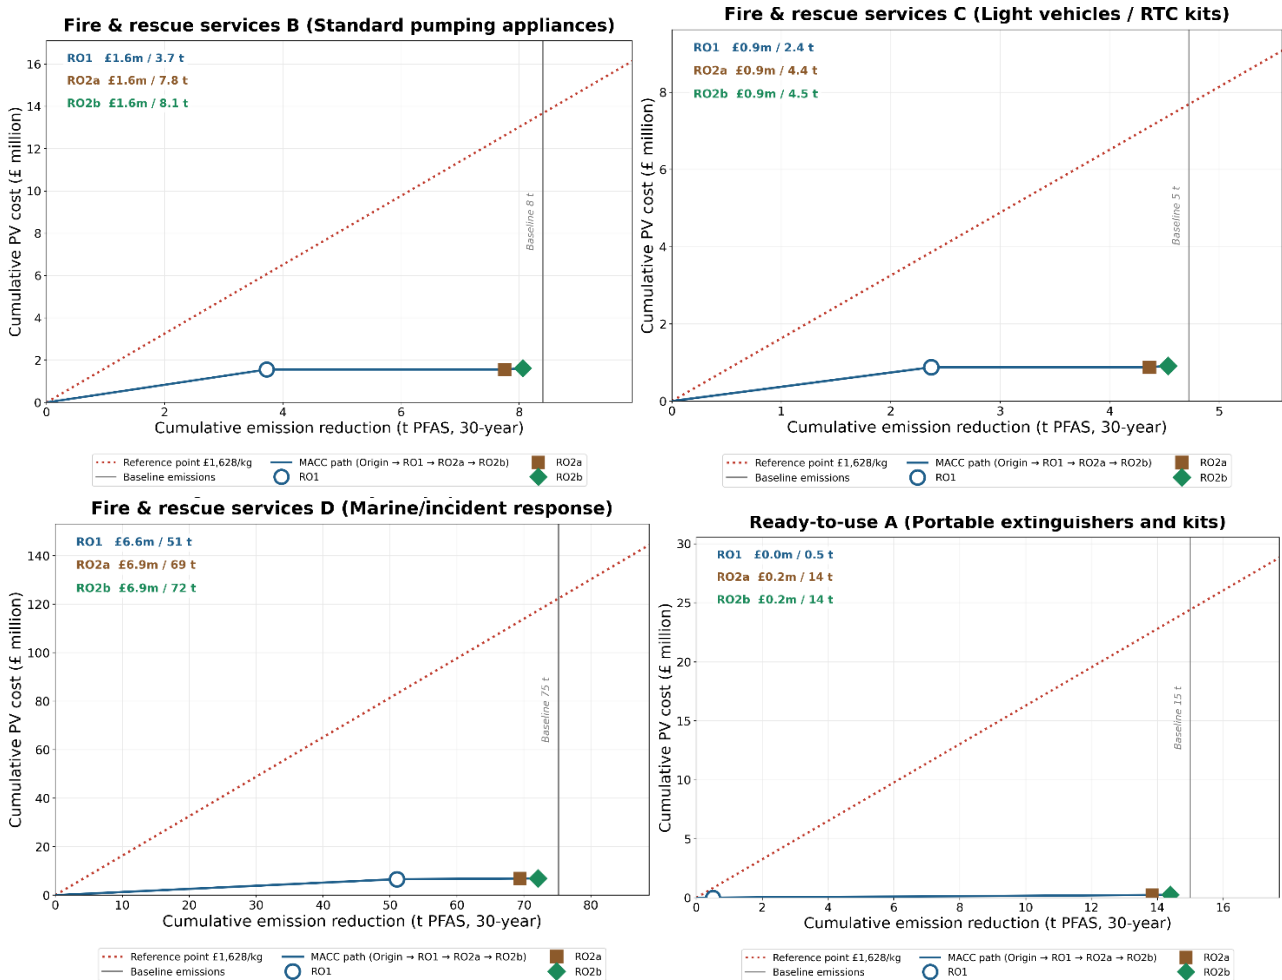 Fire & rescue services B (Standard pumping appliances)
RO1 £1.6m / 3.7 t
RO2a £1.6m / 7.8 t
RO2b £1.6m / 8.1 t
Cumulative PV cost (£ million)
16
14
12
10
8
6
4
2
0
Baseline 8 t
0 2 4 6 8
Cumulative emission reduction (t PFAS, 30-year)
Reference point £1,628/kg
Baseline emissions
MACC path (Origin → RO1 → RO2a → RO2b)
RO1
RO2a
RO2b
Fire & rescue services C (Light vehicles / RTC kits)
RO1 £0.9m / 2.4 t
RO2a £0.9m / 4.4 t
RO2b £0.9m / 4.5 t
Cumulative PV cost (£ million)
8
6
4
2
0
Baseline 5 t
0 1 2 3 4 5
Cumulative emission reduction (t PFAS, 30-year)
Reference point £1,628/kg
Baseline emissions
MACC path (Origin → RO1 → RO2a → RO2b)
RO1
RO2a
RO2b
Fire & rescue services D (Marine/incident response)
RO1 £6.6m / 51 t
RO2a £6.9m / 69 t
RO2b £6.9m / 72 t
Cumulative PV cost (£ million)
140
120
100
80
60
40
20
0
Baseline 75 t
0 10 20 30 40 50 60 70 80
Cumulative emission reduction (t PFAS, 30-year)
Reference point £1,628/kg
Baseline emissions
MACC path (Origin → RO1 → RO2a → RO2b)
RO1
RO2a
RO2b
Ready-to-use A (Portable extinguishers and kits)
RO1 £0.0m / 0.5 t
RO2a £0.2m / 14 t
RO2b £0.2m / 14 t
Cumulative PV cost (£ million)
30
25
20
15
10
5
0
Baseline 15 t
0 2 4 6 8 10 12 14 16
Cumulative emission reduction (t PFAS, 30-year)
Reference point £1,628/kg
Baseline emissions
MACC path (Origin → RO1 → RO2a → RO2b)
RO1
RO2a
RO2b